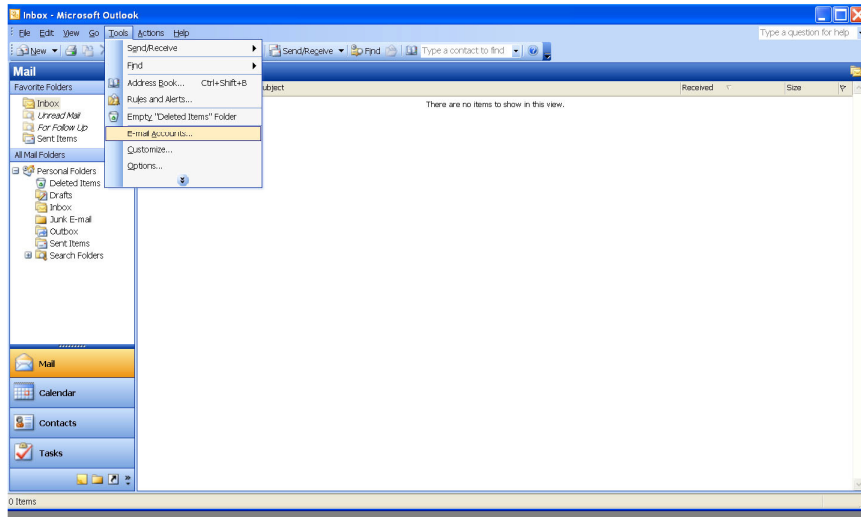 Inbox - Microsoft Outlook
File Edit View Go Tools Actions Help
Type a question for help
New
Send/Receive
Find
Type a contact to find
Send/Receive
Find
Address Book... Ctrl+Shift+B
Rules and Alerts...
Empty "Deleted Items" Folder
E-mail Accounts...
Customize...
Options...
Mail
Favorite Folders
Inbox
Unread Mail
For Follow Up
Sent Items
All Mail Folders
Personal Folders
Deleted Items
Drafts
Inbox
Junk E-mail
Outbox
Sent Items
Search Folders
ubject
Received
Size
There are no items to show in this view.
Mail
Calendar
Contacts
Tasks
0 Items